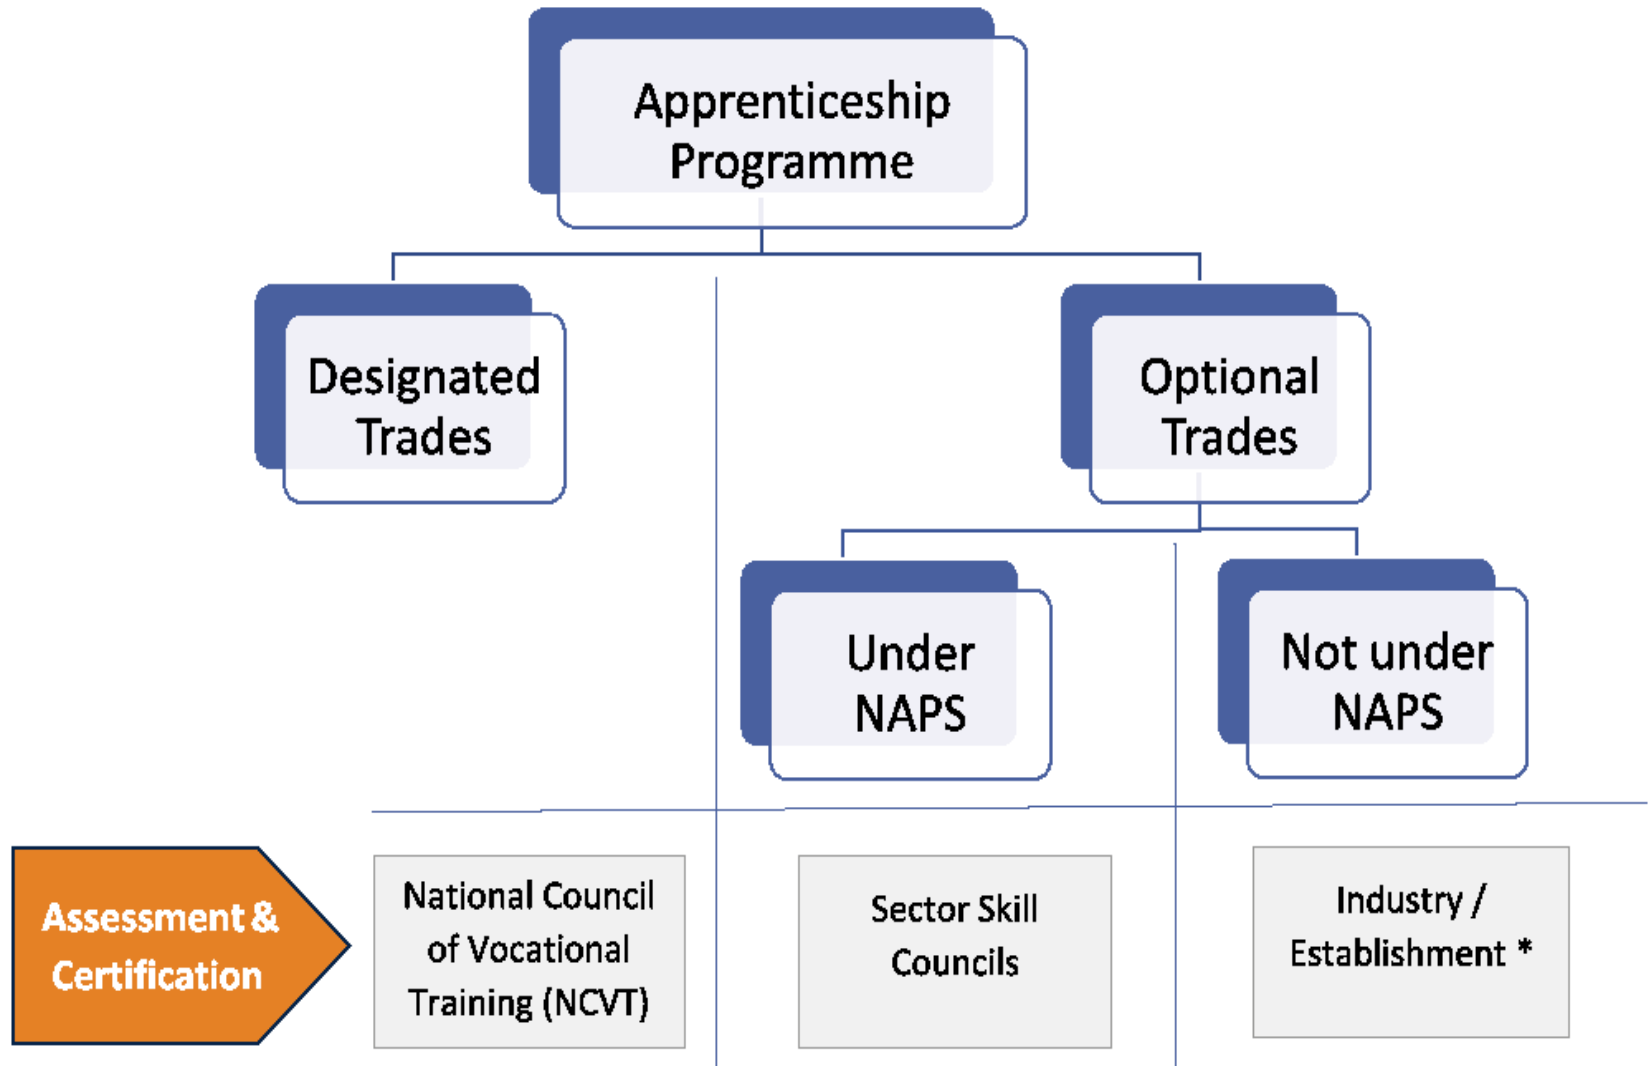 Apprenticeship
Programme
Designated
Trades
Optional
Trades
Under
NAPS
Not under
NAPS
Assessment &
Certification
National Council
of Vocational
Training (NCVT)
Sector Skill
Councils
Industry /
Establishment *